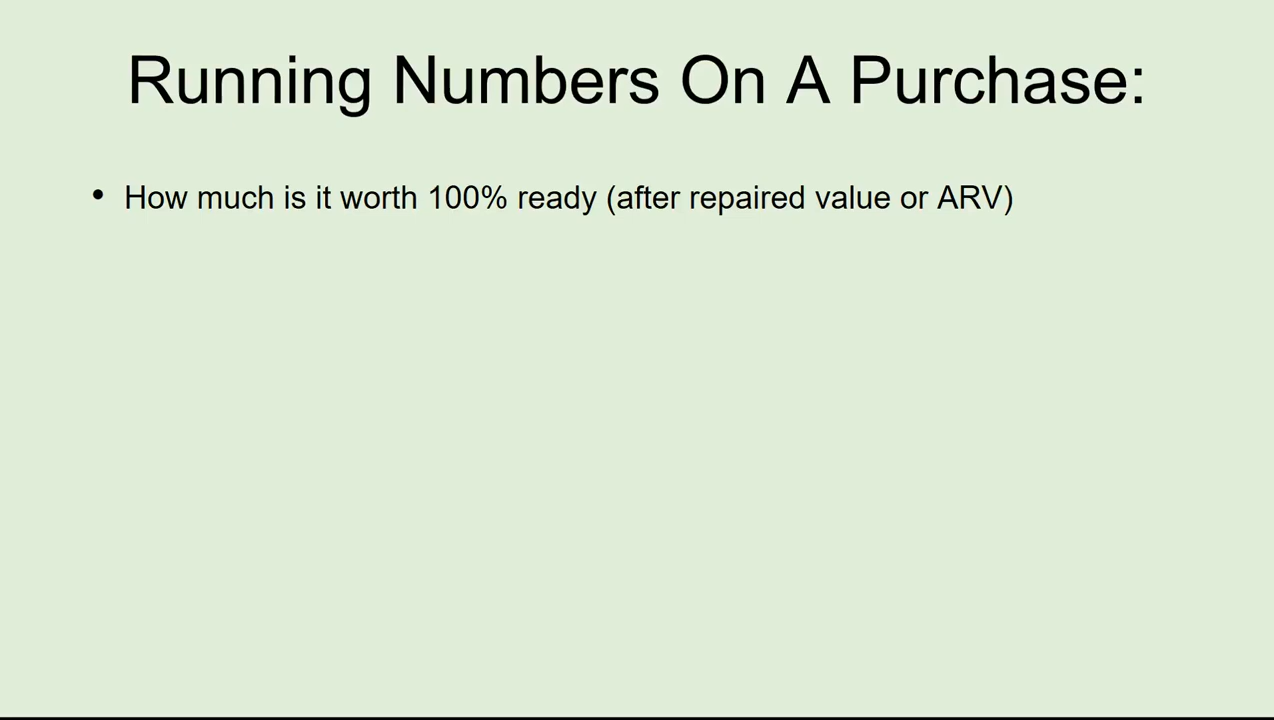 Running Numbers On A Purchase:
• How much is it worth 100% ready (after repaired value or ARV)